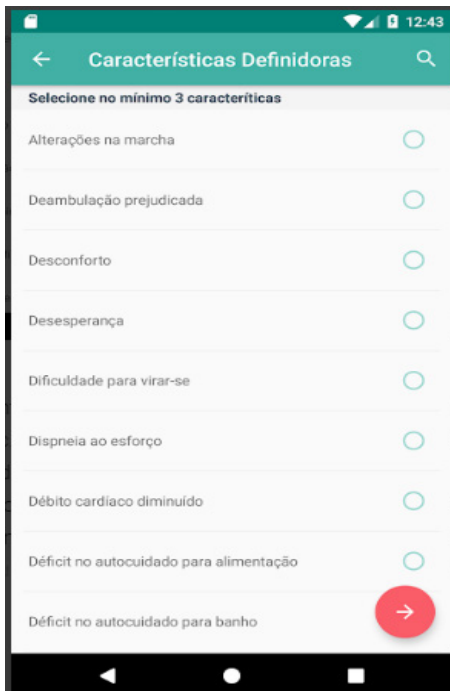 12:43
Características Definidoras
Selecione no mínimo 3 caracteríticas
Alterações na marcha
Deambulação prejudicada
Desconforto
Desesperança
Dificuldade para virar-se
Dispneia ao esforço
Débito cardíaco diminuído
Déficit no autocuidado para alimentação
Déficit no autocuidado para banho